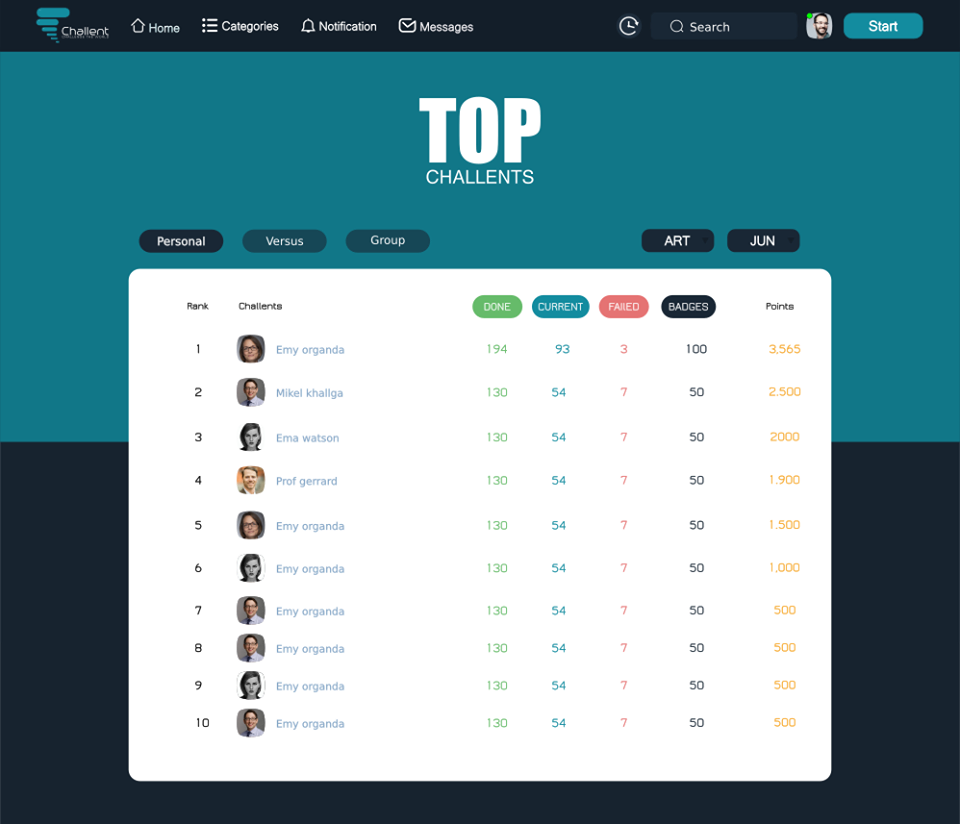 Challent
Home Categories Notification Messages Search Start
TOP
CHALLENTS
Personal Versus Group ART JUN
Rank Challents DONE CURRENT FAIlED BADGES Points
1 Emy organda 194 93 3 100 3,565
2 Mikel khallga 130 54 7 50 2.500
3 Ema watson 130 54 7 50 2000
4 Prof gerrard 130 54 7 50 1.900
5 Emy organda 130 54 7 50 1.500
6 Emy organda 130 54 7 50 1,000
7 Emy organda 130 54 7 50 500
8 Emy organda 130 54 7 50 500
9 Emy organda 130 54 7 50 500
10 Emy organda 130 54 7 50 500